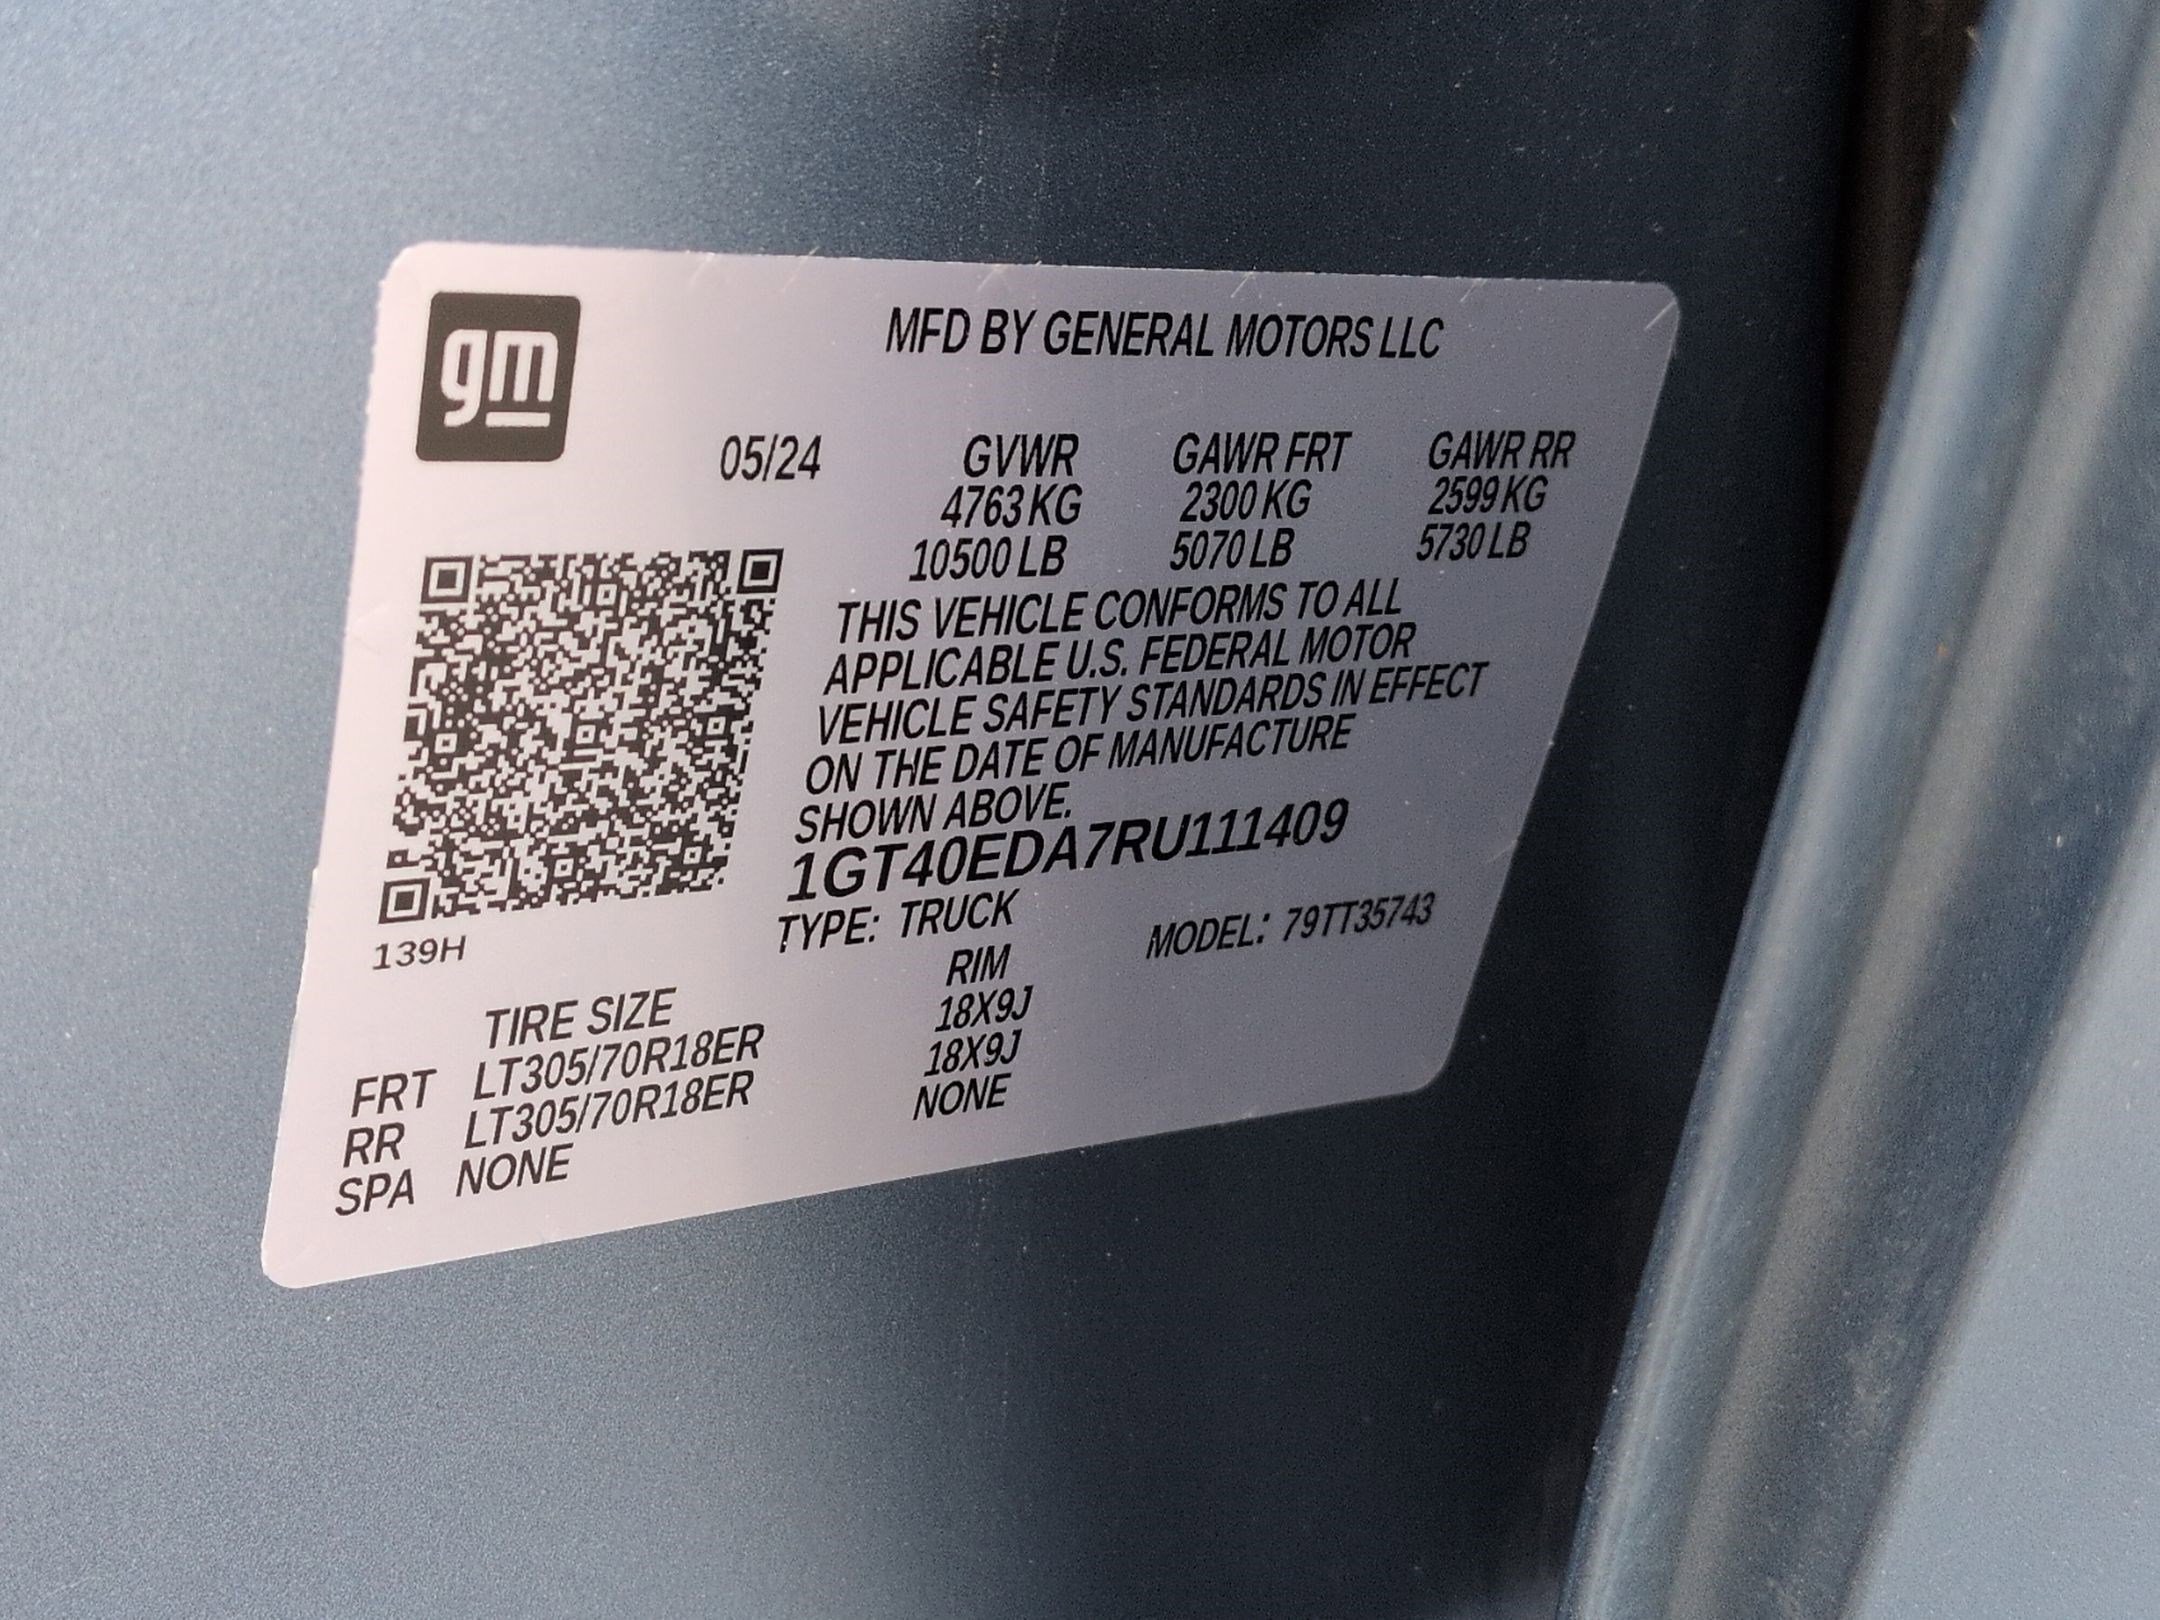 gm
MFD BY GENERAL MOTORS LLC
05/24 GVWR GAWR FRT GAWR RR
4763 KG 2300 KG 2599 KG
10500 LB 5070 LB 5730 LB
THIS VEHICLE CONFORMS TO ALL
APPLICABLE U.S. FEDERAL MOTOR
VEHICLE SAFETY STANDARDS IN EFFECT
ON THE DATE OF MANUFACTURE
SHOWN ABOVE.
1GT40EDA7RU111409
TYPE: TRUCK MODEL: 79TT35743
139H
TIRE SIZE RIM
FRT LT305/70R18ER 18X9J
RR LT305/70R18ER 18X9J
SPA NONE NONE